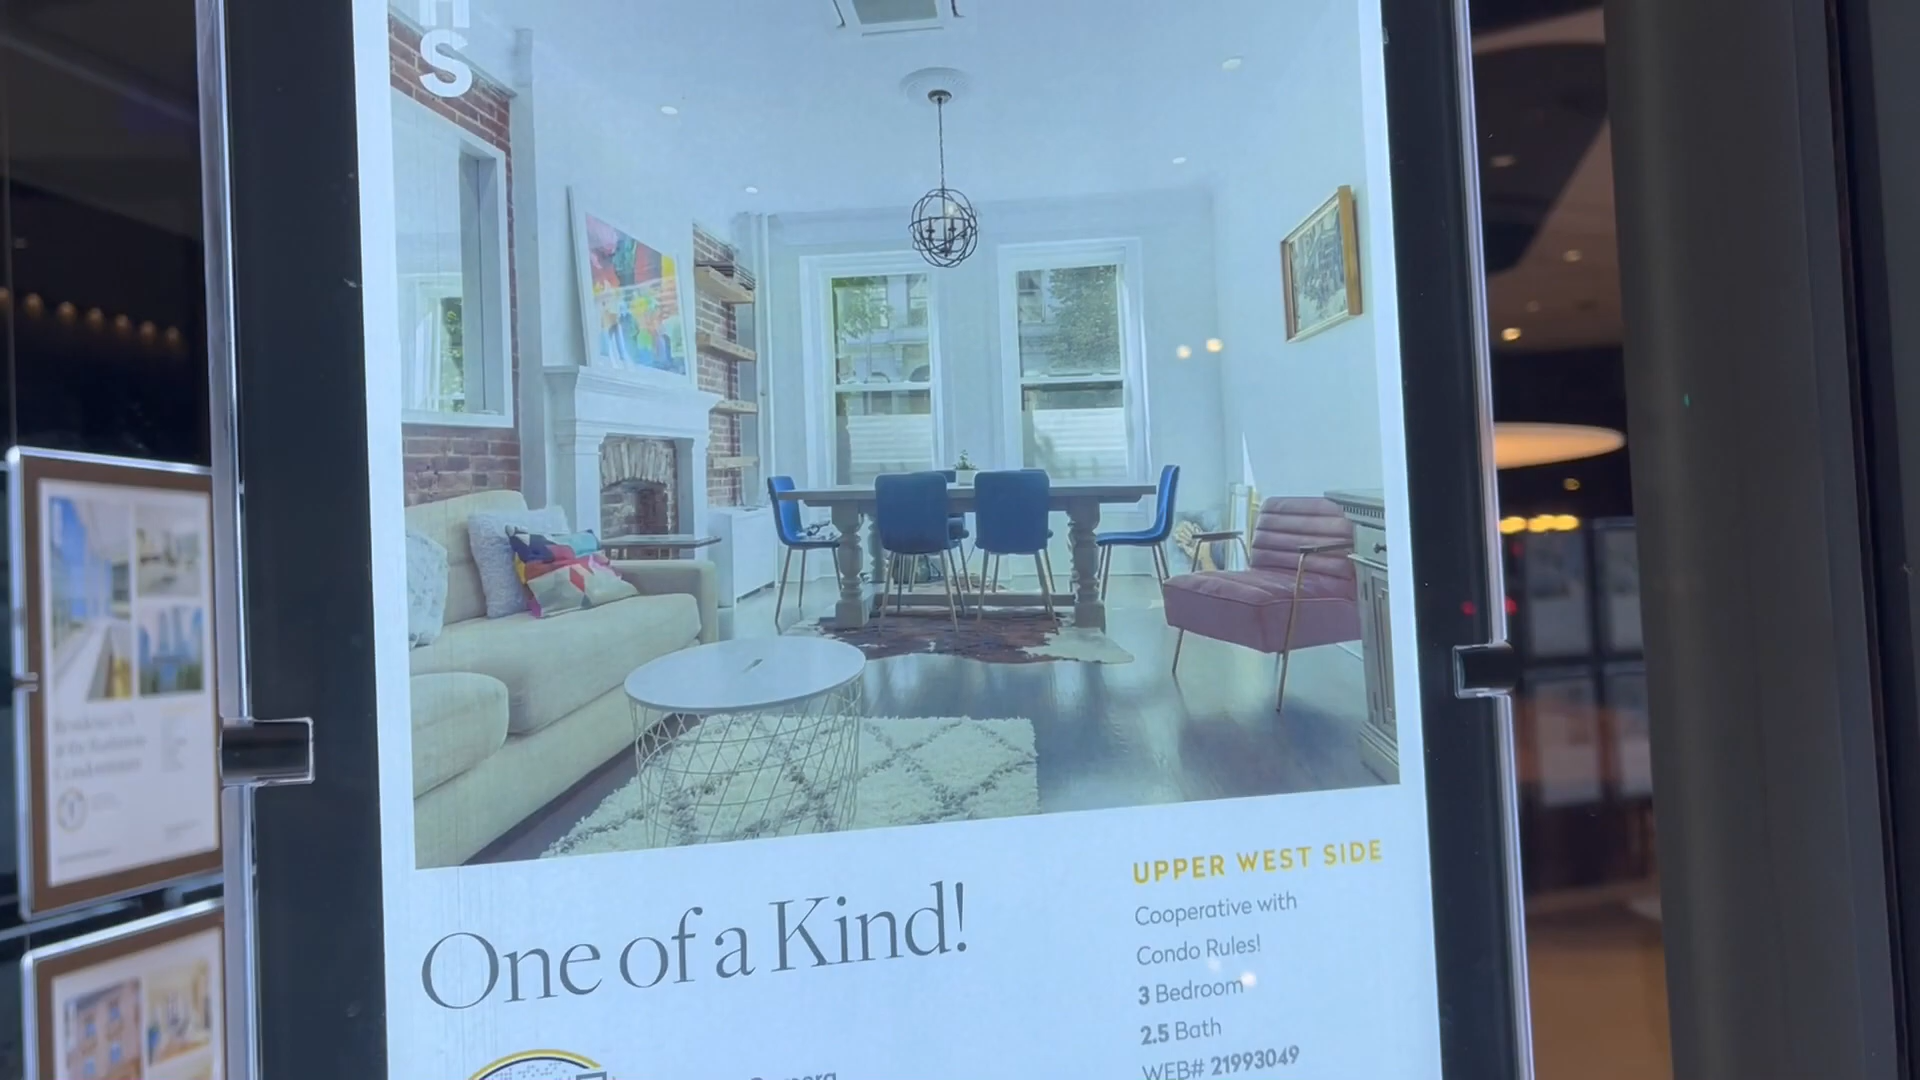 S
One of a Kind!
UPPER WEST SIDE
Cooperative with
Condo Rules!
3 Bedroom
2.5 Bath
WEB# 21993049